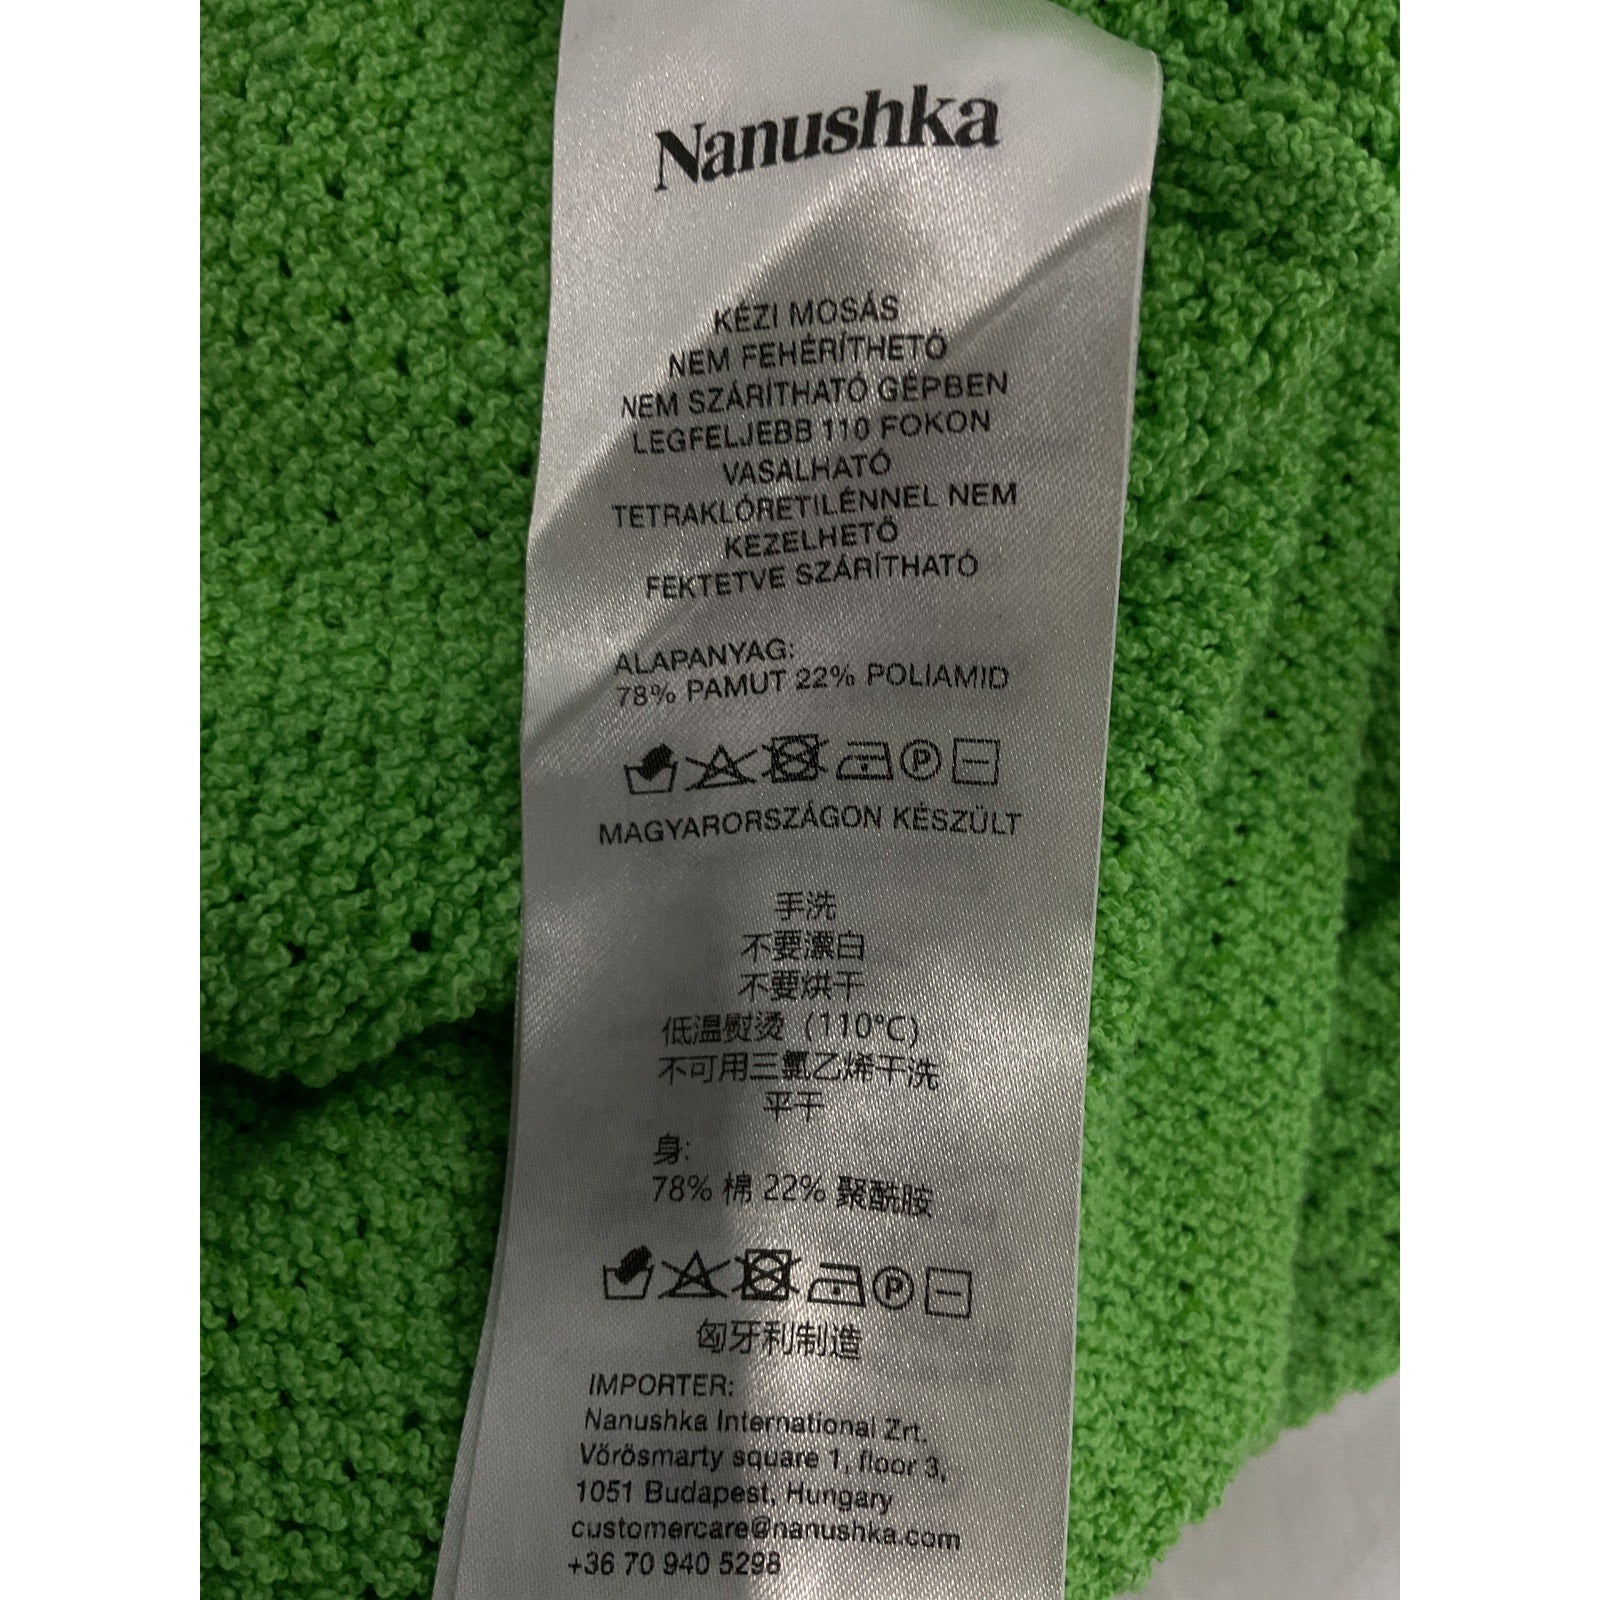 Nanushka
KÉZI MOSÁS
NEM FEHÉRÍTHETŐ
NEM SZÁRÍTHATÓ GÉPBEN
LEGFELJEBB 110 FOKON
VASALHATÓ
TETRAKLÓRETILÉNNEL NEM
KEZELHETŐ
FEKTETVE SZÁRÍTHATÓ
ALAPANYAG:
78% PAMUT 22% POLIAMID
P
MAGYARORSZÁGON KÉSZÜLT
手洗
不要漂白
不要烘干
低温熨烫（110°C）
不可用三氯乙烯干洗
平干
身:
78% 棉 22% 聚酰胺
P
匈牙利制造
IMPORTER:
Nanushka International Zrt.
Vörösmarty square 1, floor 3,
1051 Budapest, Hungary
customercare@nanushka.com
+36 70 940 5298